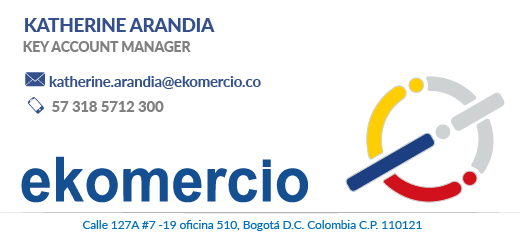 KATHERINE ARANDIA
KEY ACCOUNT MANAGER
katherine.arandia@ekomercio.co
57 318 5712 300
ekomercio
Calle 127A #7 -19 oficina 510, Bogotá D.C. Colombia C.P. 110121